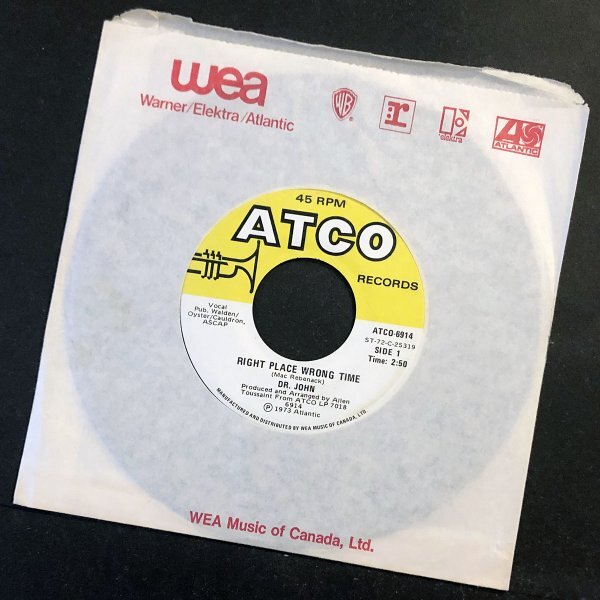 wea
Warner/Elektra/Atlantic
WB
r
elektra
ATLANTIC
45 RPM
ATCO
RECORDS
Vocal
Pub. Walden/
Oyster/Cauldron,
ASCAP
ATCO-6914
ST-72-C-25319
SIDE 1
Time: 2:50
RIGHT PLACE WRONG TIME
(Mac Rebenack)
DR. JOHN
Produced and Arranged by Allen
Toussaint From ATCO LP 7018
6914
Ⓟ 1973 Atlantic
MANUFACTURED AND DISTRIBUTED BY WEA MUSIC OF CANADA, LTD.
WEA Music of Canada, Ltd.